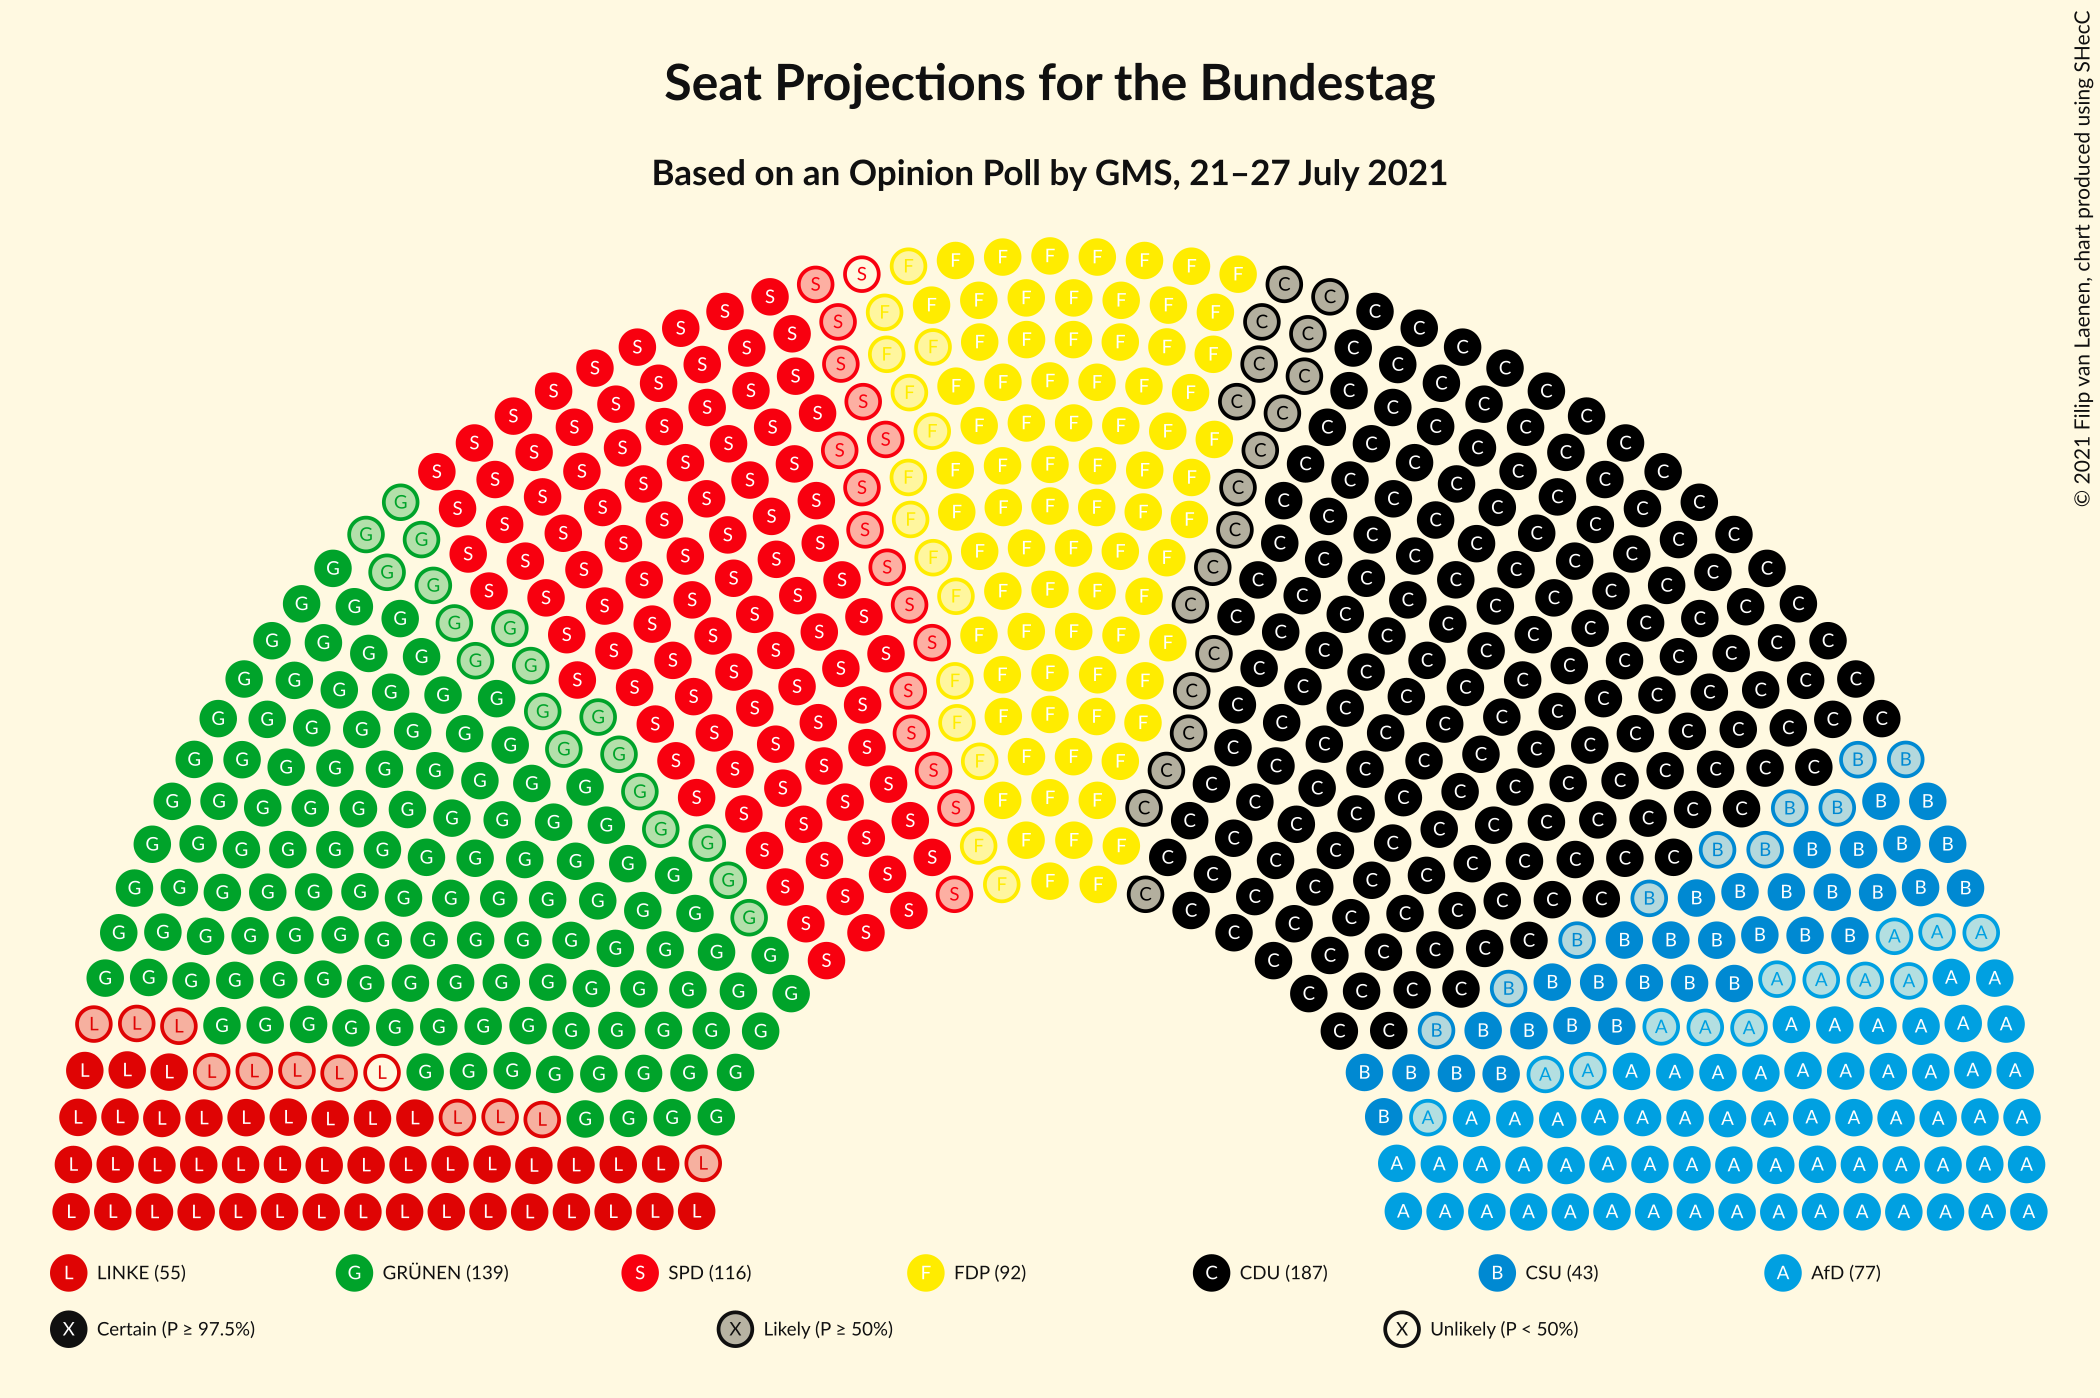 Seat Projections for the Bundestag
Based on an Opinion Poll by GMS, 21–27 July 2021
© 2021 Filip van Laenen, chart produced using SHecC
L LINKE (55) G GRÜNEN (139) S SPD (116) F FDP (92) C CDU (187) B CSU (43) A AfD (77)
X Certain (P ≥ 97.5%) X Likely (P ≥ 50%) X Unlikely (P < 50%)